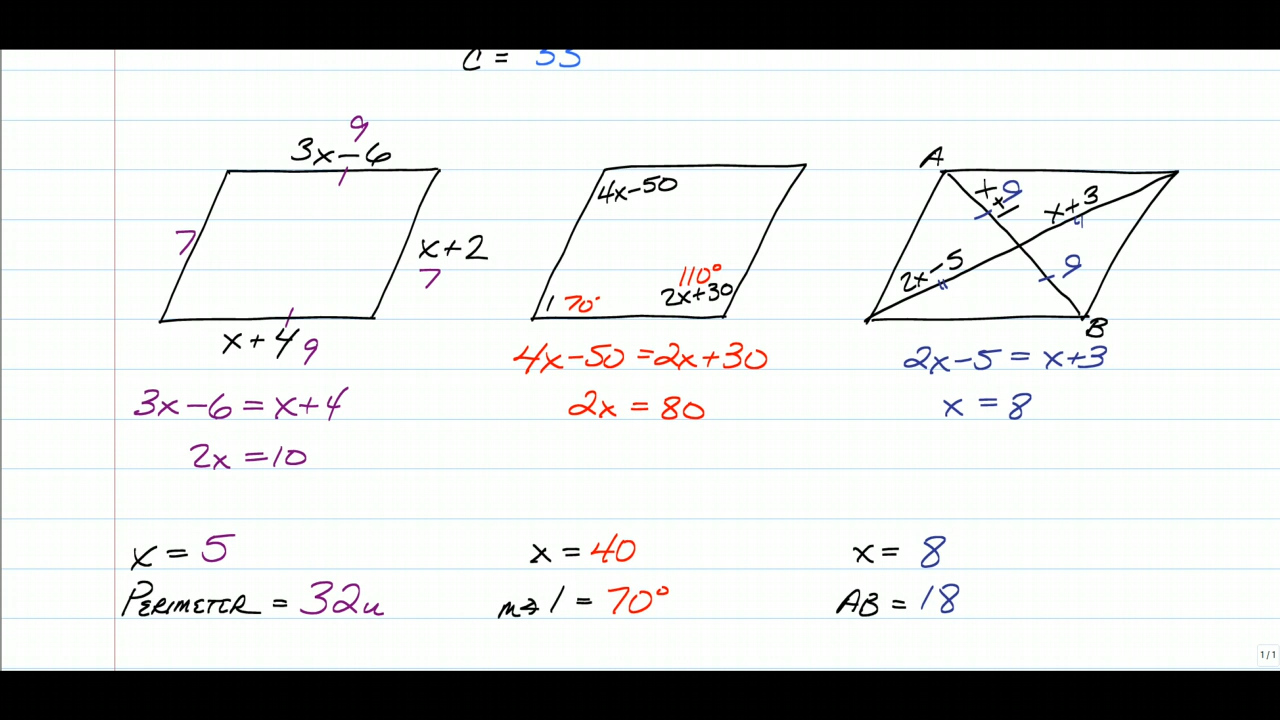 C = 55
9
3x-6
7
x+2
7
x+4 9
3x-6 = x+4
2x = 10
x = 5
PERIMETER = 32u
4x-50
110°
1 70° 2x+30
4x-50 = 2x+30
2x = 80
x = 40
m∠1 = 70°
A
x+1 9 x+3
2x-5 9
B
2x-5 = x+3
x = 8
x = 8
AB = 18
1/1